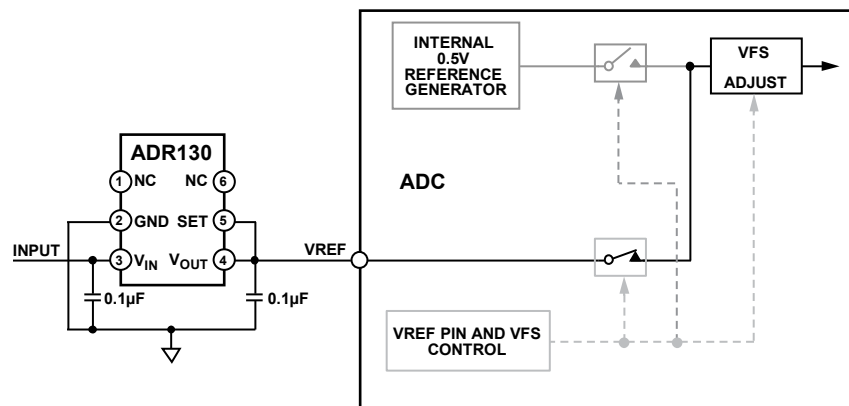 INTERNAL
0.5V
REFERENCE
GENERATOR
VFS
ADJUST
ADR130
1 NC
NC 6
2 GND
SET 5
ADC
INPUT
3 VIN
VOUT 4
VREF
0.1µF
0.1µF
VREF PIN AND VFS
CONTROL